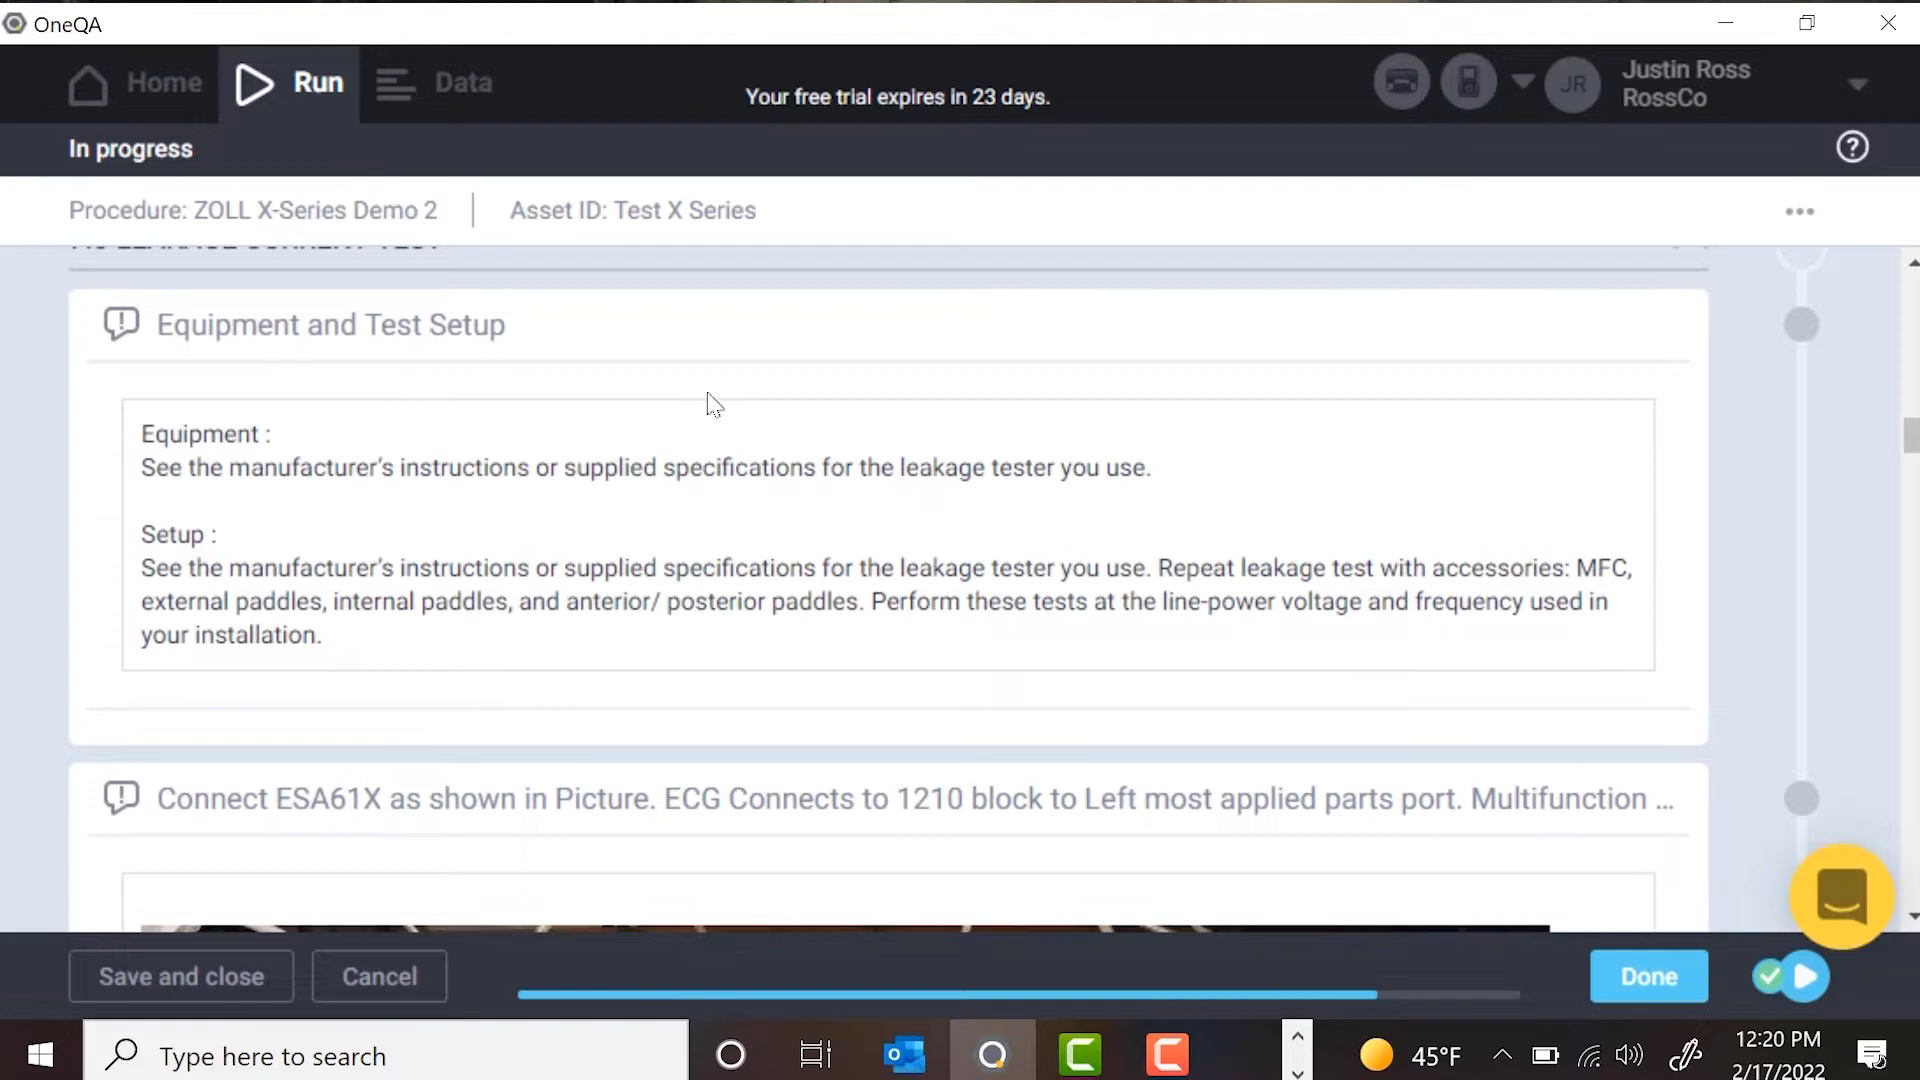 OneQA
Home
Run
Data
Your free trial expires in 23 days.
JR
Justin Ross
RossCo
In progress
?
Procedure: ZOLL X-Series Demo 2
Asset ID: Test X Series
LEAKAGE CURRENT TEST
Equipment and Test Setup
Equipment :
See the manufacturer's instructions or supplied specifications for the leakage tester you use.
Setup :
See the manufacturer's instructions or supplied specifications for the leakage tester you use. Repeat leakage test with accessories: MFC,
external paddles, internal paddles, and anterior/ posterior paddles. Perform these tests at the line-power voltage and frequency used in
your installation.
Connect ESA61X as shown in Picture. ECG Connects to 1210 block to Left most applied parts port. Multifunction ...
Save and close
Cancel
Done
Type here to search
45°F
12:20 PM
2/17/2022